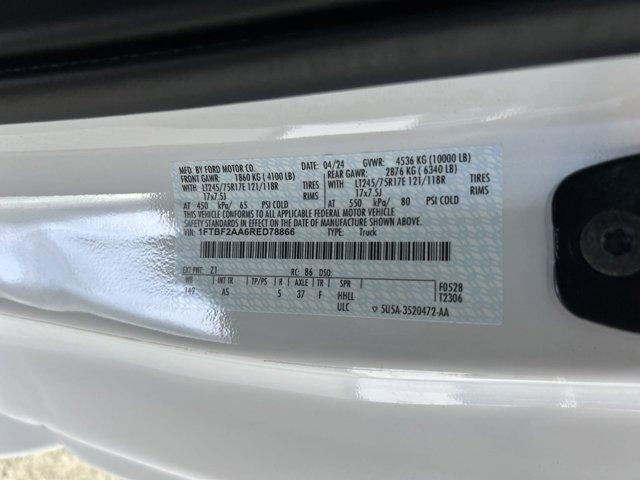 MFD. BY FORD MOTOR CO. 04/24 GVWR: 4536 KG (10000 LB)
FRONT GAWR: 1860 KG ( 4100 LB) REAR GAWR: 2876 KG ( 6340 LB)
WITH LT245/75R17E 121/118R TIRES WITH LT245/75R17E 121/118R TIRES
17x7.5J RIMS 17x7.5J RIMS
AT 450 kPa/ 65 PSI COLD AT 550 kPa/ 80 PSI COLD
THIS VEHICLE CONFORMS TO ALL APPLICABLE FEDERAL MOTOR VEHICLE
SAFETY STANDARDS IN EFFECT ON THE DATE OF MANUFACTURE SHOWN ABOVE.
VIN: 1FTBF2AA6RED78866 TYPE: Truck
EXT PNT: Z1 RC: 86 DSO:
WB INT TR TP/PS R AXLE TR SPR F0528
142 AS S 37 F HHLL T2306
ULC 5U5A-3520472-AA